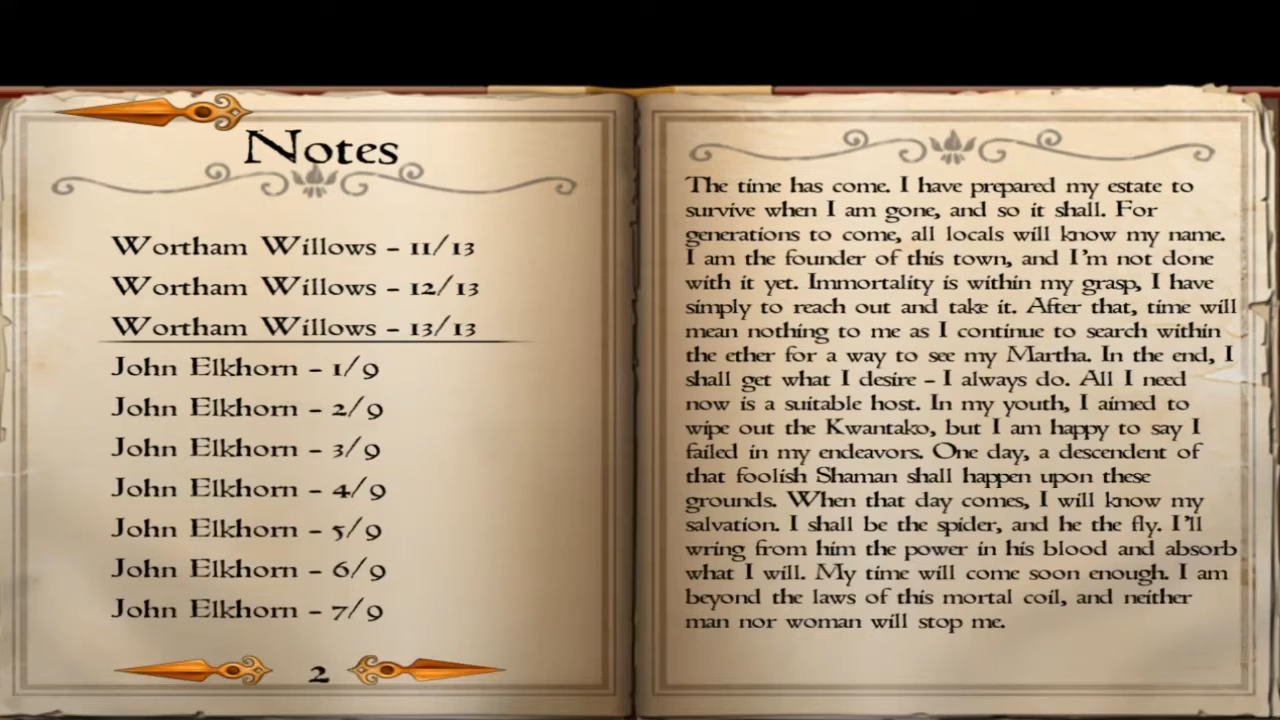 Notes
Wortham Willows - 11/13
Wortham Willows - 12/13
Wortham Willows - 13/13
John Elkhorn - 1/9
John Elkhorn - 2/9
John Elkhorn - 3/9
John Elkhorn - 4/9
John Elkhorn - 5/9
John Elkhorn - 6/9
John Elkhorn - 7/9
2
The time has come. I have prepared my estate to
survive when I am gone, and so it shall. For
generations to come, all locals will know my name.
I am the founder of this town, and I'm not done
with it yet. Immortality is within my grasp, I have
simply to reach out and take it. After that, time will
mean nothing to me as I continue to search within
the ether for a way to see my Martha. In the end, I
shall get what I desire - I always do. All I need
now is a suitable host. In my youth, I aimed to
wipe out the Kwantako, but I am happy to say I
failed in my endeavors. One day, a descendent of
that foolish Shaman shall happen upon these
grounds. When that day comes, I will know my
salvation. I shall be the spider, and he the fly. I'll
wring from him the power in his blood and absorb
what I will. My time will come soon enough. I am
beyond the laws of this mortal coil, and neither
man nor woman will stop me.